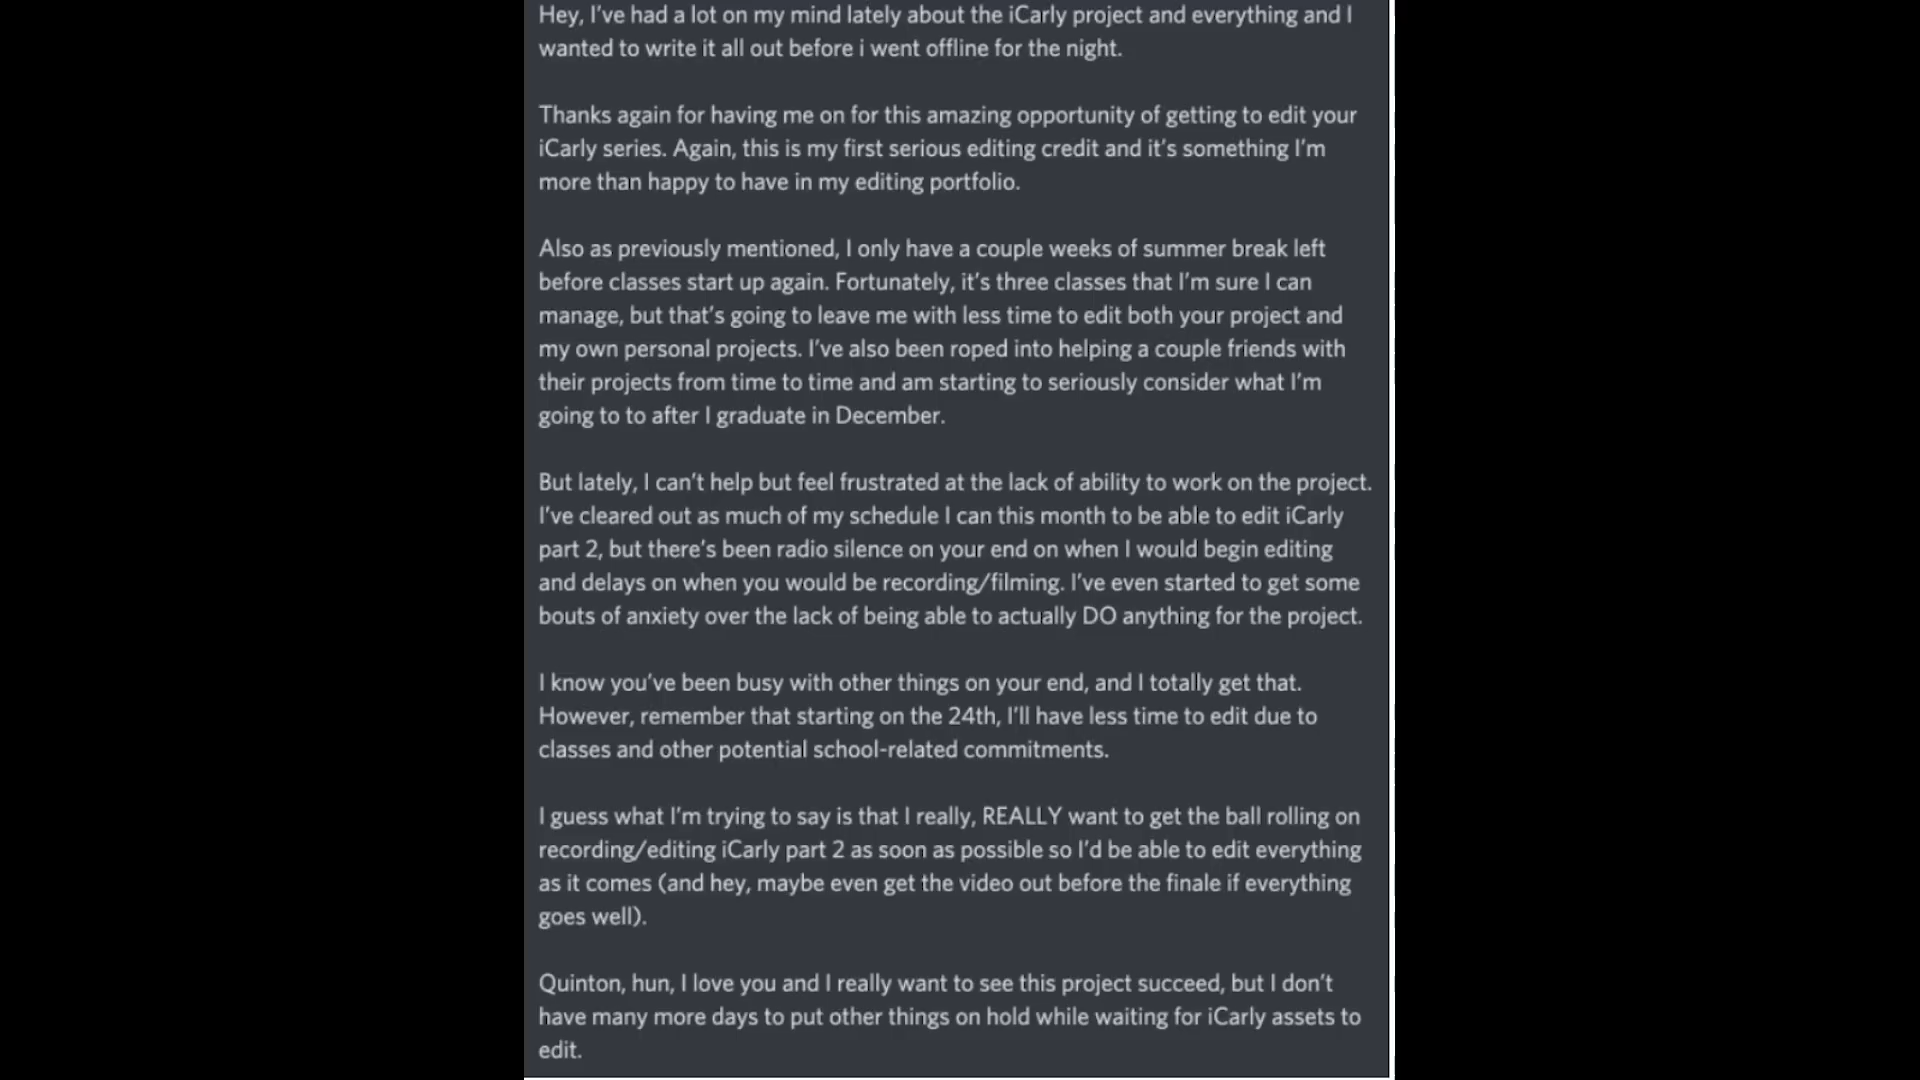 Hey, I've had a lot on my mind lately about the iCarly project and everything and I
wanted to write it all out before i went offline for the night.
Thanks again for having me on for this amazing opportunity of getting to edit your
iCarly series. Again, this is my first serious editing credit and it's something I'm
more than happy to have in my editing portfolio.
Also as previously mentioned, I only have a couple weeks of summer break left
before classes start up again. Fortunately, it's three classes that I'm sure I can
manage, but that's going to leave me with less time to edit both your project and
my own personal projects. I've also been roped into helping a couple friends with
their projects from time to time and am starting to seriously consider what I'm
going to to after I graduate in December.
But lately, I can't help but feel frustrated at the lack of ability to work on the project.
I've cleared out as much of my schedule I can this month to be able to edit iCarly
part 2, but there's been radio silence on your end on when I would begin editing
and delays on when you would be recording/filming. I've even started to get some
bouts of anxiety over the lack of being able to actually DO anything for the project.
I know you've been busy with other things on your end, and I totally get that.
However, remember that starting on the 24th, I'll have less time to edit due to
classes and other potential school-related commitments.
I guess what I'm trying to say is that I really, REALLY want to get the ball rolling on
recording/editing iCarly part 2 as soon as possible so I'd be able to edit everything
as it comes (and hey, maybe even get the video out before the finale if everything
goes well).
Quinton, hun, I love you and I really want to see this project succeed, but I don't
have many more days to put other things on hold while waiting for iCarly assets to
edit.